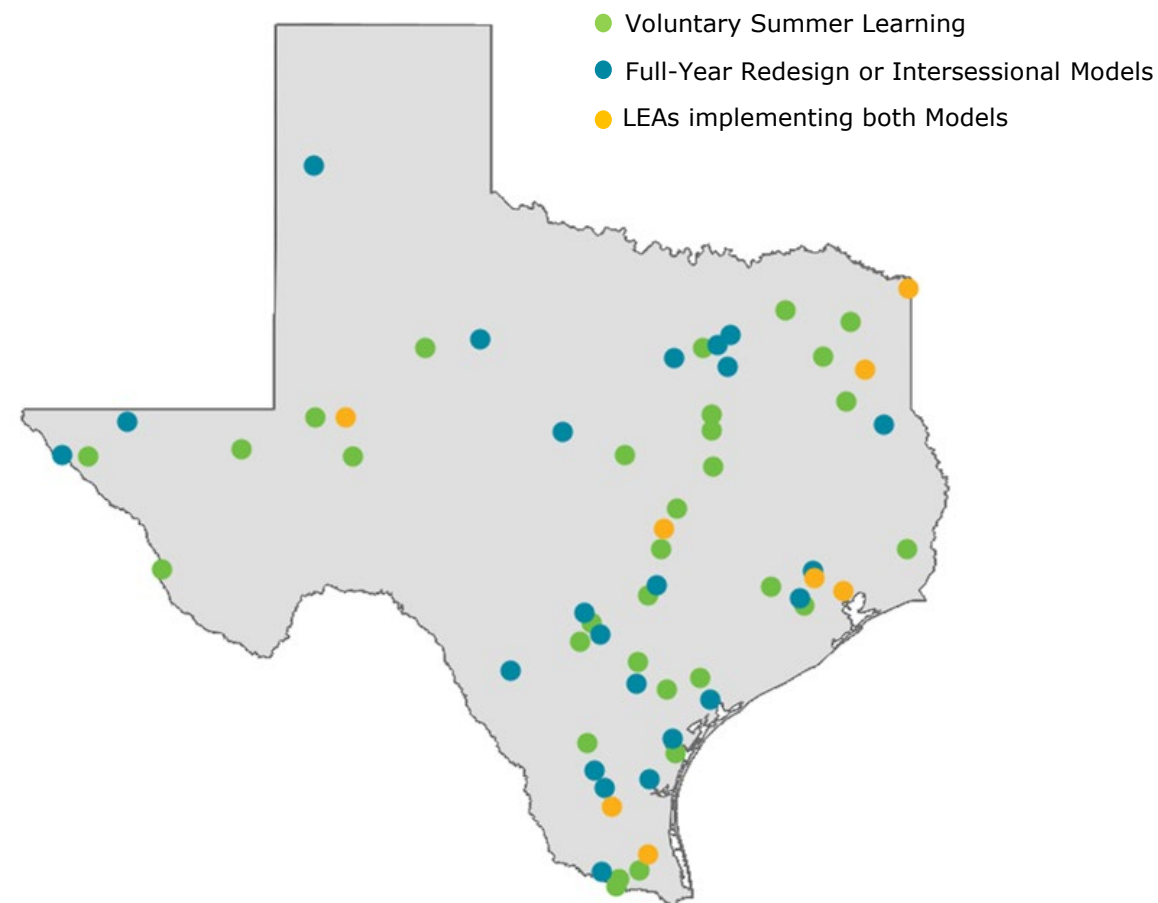 Voluntary Summer Learning
Full-Year Redesign or Intersessional Models
LEAs implementing both Models